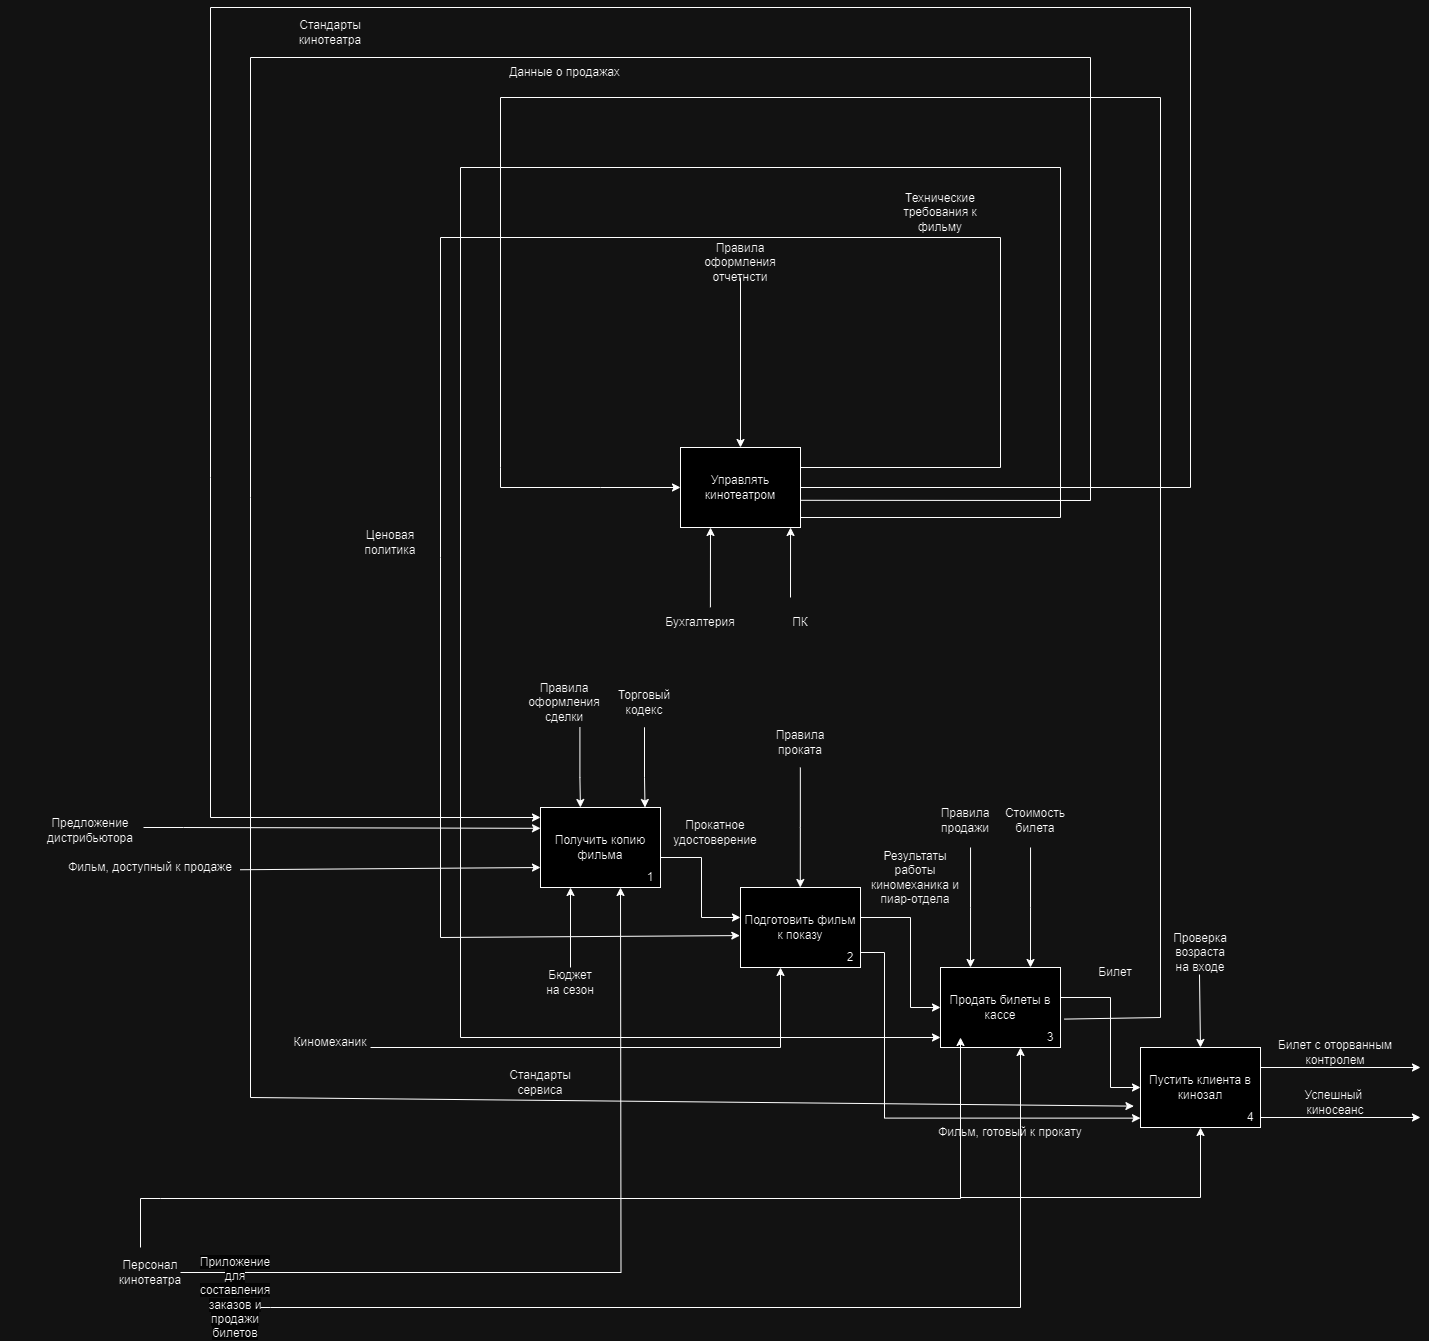 Стандарты
кинотеатра
Данные о продажах
Технические
требования к
фильму
Правила
оформления
отчетнсти
Управлять
кинотеатром
Ценовая
политика
Бухгалтерия
ПК
Правила
оформления
сделки
Торговый
кодекс
Правила
проката
Предложение
дистрибьютора
Фильм, доступный к продаже
Получить копию
фильма
1
Прокатное
удостоверение
Правила
продажи
Стоимость
билета
Результаты
работы
киномеханика и
пиар-отдела
Подготовить фильм
к показу
2
Бюджет
на сезон
Проверка
возраста
на входе
Билет
Продать билеты в
кассе
3
Киномеханик
Стандарты
сервиса
Пустить клиента в
кинозал
4
Билет с оторванным
контролем
Успешный
киносеанс
Фильм, готовый к прокату
Персонал
кинотеатра
Приложение
для
составления
заказов и
продажи
билетов